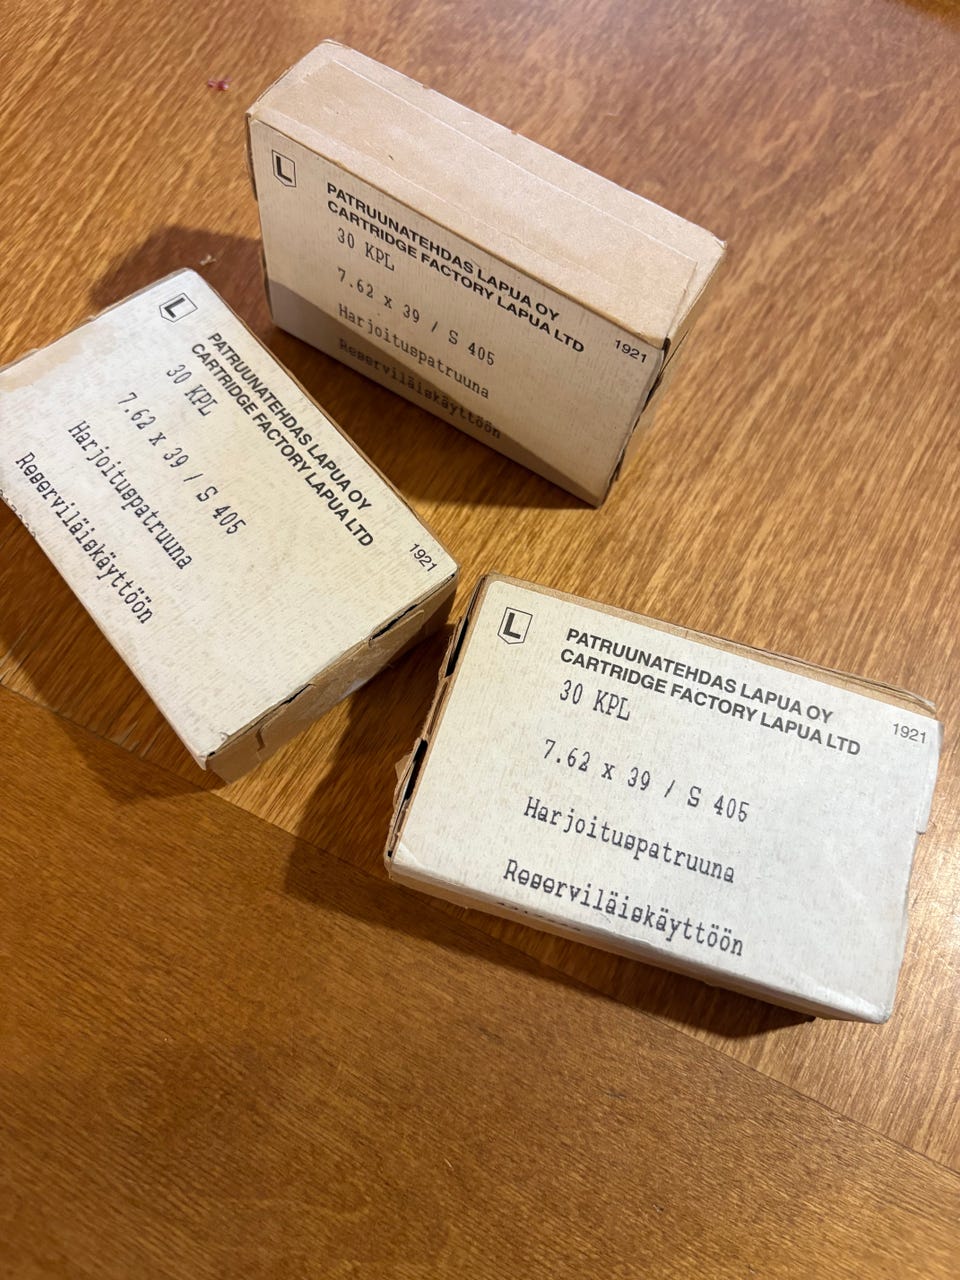 L
PATRUUNATEHDAS LAPUA OY
CARTRIDGE FACTORY LAPUA LTD
1921
30 KPL
7.62 x 39 / S 405
Harjoituspatruuna
Reserviläiskäyttöön
L
PATRUUNATEHDAS LAPUA OY
CARTRIDGE FACTORY LAPUA LTD
1921
30 KPL
7.62 x 39 / S 405
Harjoituspatruuna
Reserviläiskäyttöön
L
PATRUUNATEHDAS LAPUA OY
CARTRIDGE FACTORY LAPUA LTD
1921
30 KPL
7.62 x 39 / S 405
Harjoituspatruuna
Reserviläiskäyttöön